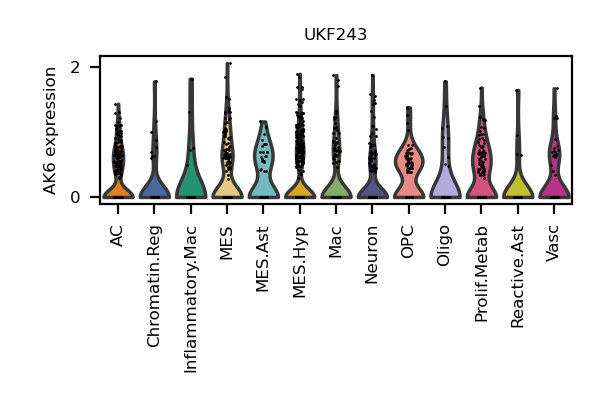 UKF243
AK6 expression
2
0
AC
Chromatin.Reg
Inflammatory.Mac
MES
MES.Ast
MES.Hyp
Mac
Neuron
OPC
Oligo
Prolif.Metab
Reactive.Ast
Vasc